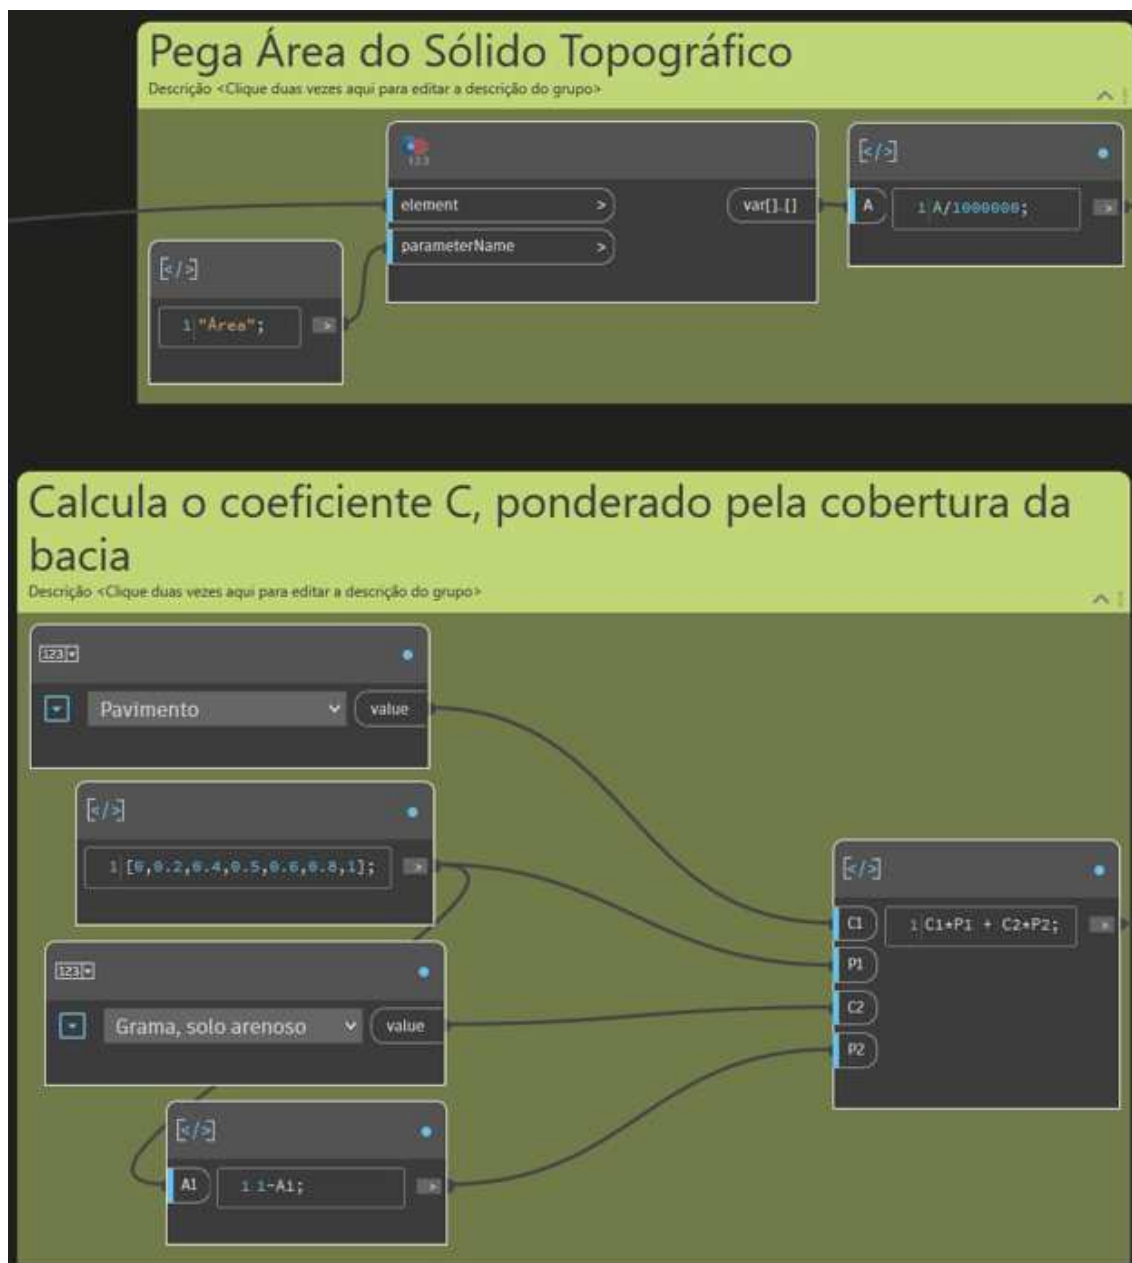 Pega Área do Sólido Topográfico
Descrição <Clique duas vezes aqui para editar a descrição do grupo>
123
element >
var[]..[]
parameterName >
A
1 A/1000000;
>
1 "Área";
>
Calcula o coeficiente C, ponderado pela cobertura da
bacia
Descrição <Clique duas vezes aqui para editar a descrição do grupo>
123
Pavimento
value
1 [0,0.2,0.4,0.5,0.6,0.8,1];
>
C1
1 C1*P1 + C2*P2;
>
P1
C2
P2
123
Grama, solo arenoso
value
A1
1 1-A1;
>